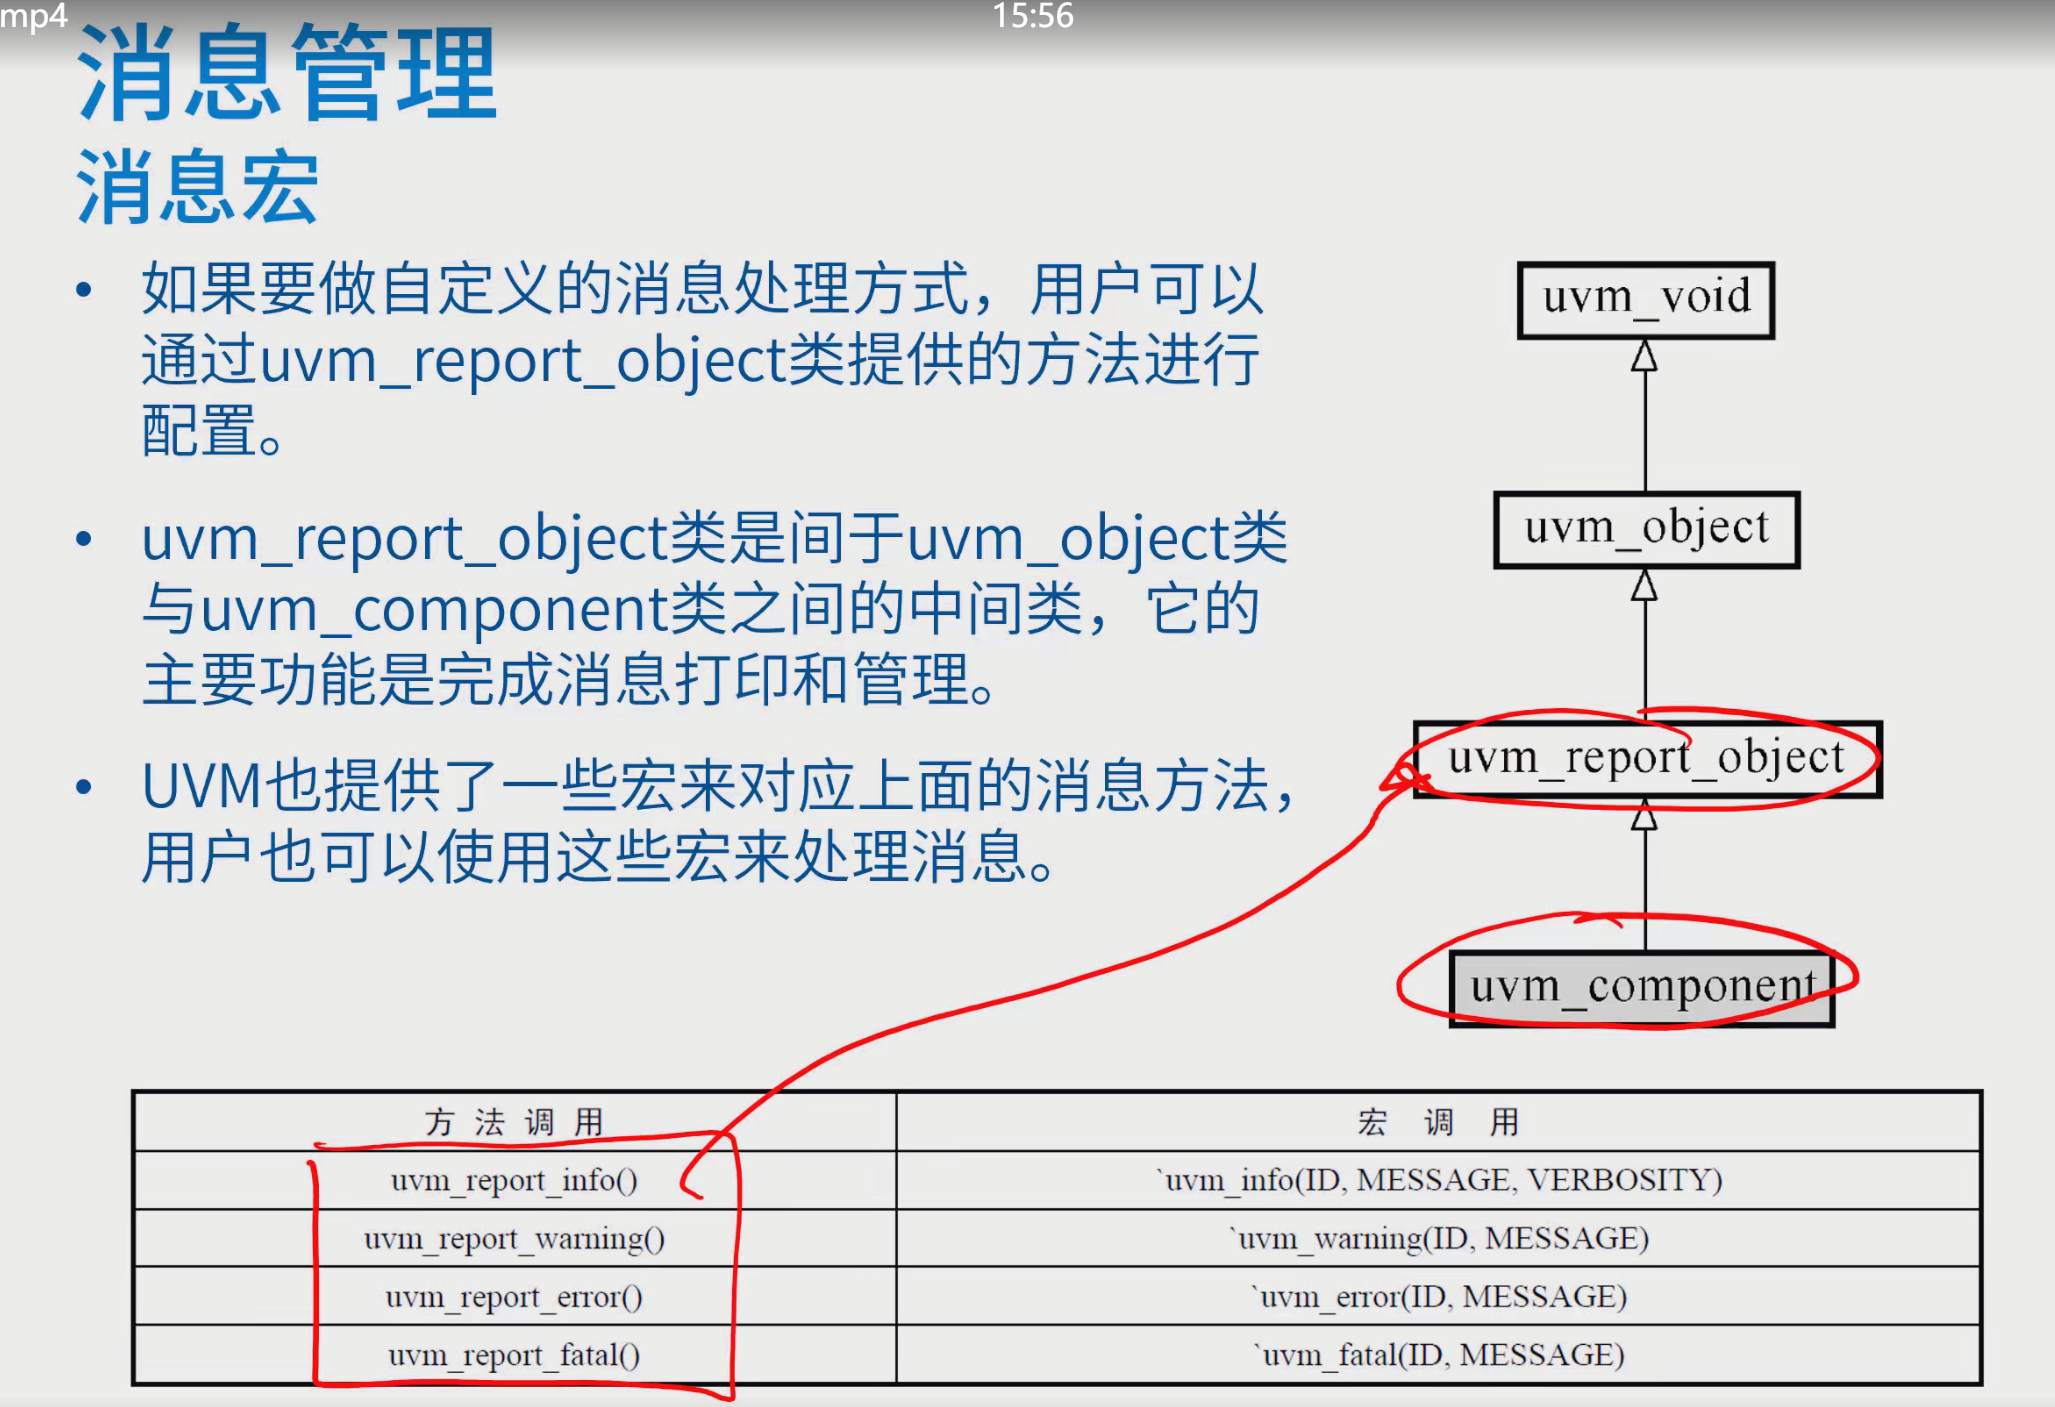 mp4
15:56
消息管理
消息宏
• 如果要做自定义的消息处理方式，用户可以
通过uvm_report_object类提供的方法进行
配置。
• uvm_report_object类是间于uvm_object类
与uvm_component类之间的中间类，它的
主要功能是完成消息打印和管理。
• UVM也提供了一些宏来对应上面的消息方法，
用户也可以使用这些宏来处理消息。
uvm_void
uvm_object
uvm_report_object
uvm_component
方法调用 宏调用
uvm_report_info() `uvm_info(ID, MESSAGE, VERBOSITY)
uvm_report_warning() `uvm_warning(ID, MESSAGE)
uvm_report_error() `uvm_error(ID, MESSAGE)
uvm_report_fatal() `uvm_fatal(ID, MESSAGE)